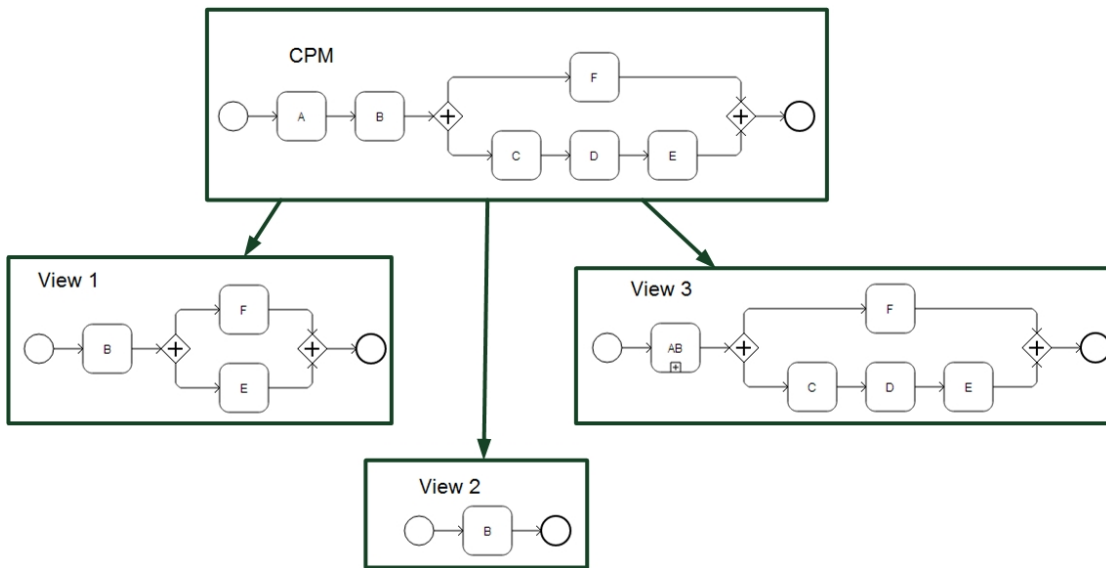 CPM
F
A B
C D E
View 1
F
B
E
View 3
F
AB
C D E
View 2
B